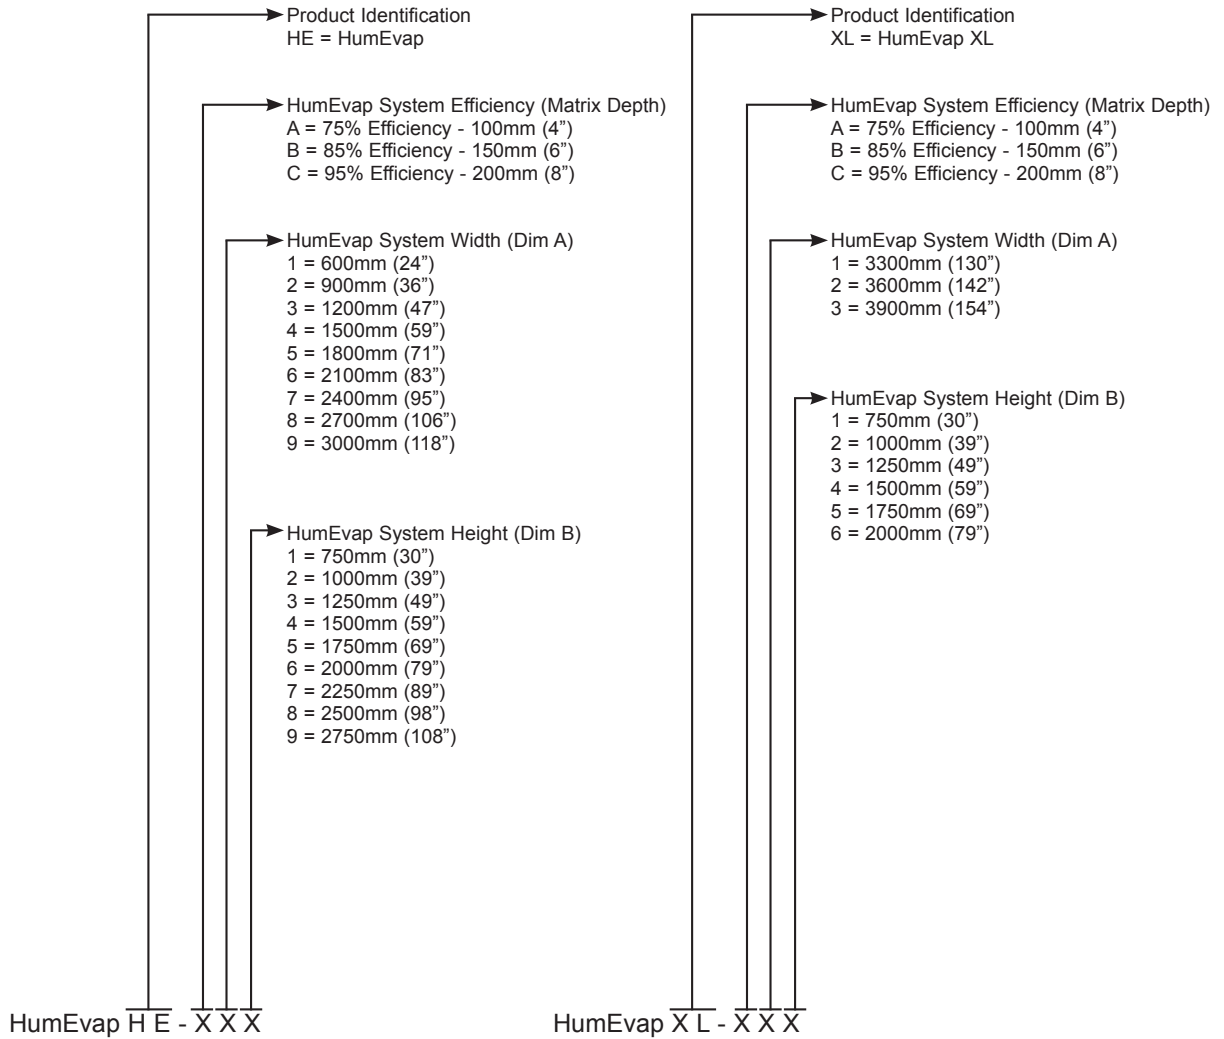 Product Identification
HE = HumEvap
HumEvap System Efficiency (Matrix Depth)
A = 75% Efficiency - 100mm (4”)
B = 85% Efficiency - 150mm (6”)
C = 95% Efficiency - 200mm (8”)
HumEvap System Width (Dim A)
1 = 600mm (24”)
2 = 900mm (36”)
3 = 1200mm (47”)
4 = 1500mm (59”)
5 = 1800mm (71”)
6 = 2100mm (83”)
7 = 2400mm (95”)
8 = 2700mm (106”)
9 = 3000mm (118”)
HumEvap System Height (Dim B)
1 = 750mm (30”)
2 = 1000mm (39”)
3 = 1250mm (49”)
4 = 1500mm (59”)
5 = 1750mm (69”)
6 = 2000mm (79”)
7 = 2250mm (89”)
8 = 2500mm (98”)
9 = 2750mm (108”)
HumEvap H E - X X X
Product Identification
XL = HumEvap XL
HumEvap System Efficiency (Matrix Depth)
A = 75% Efficiency - 100mm (4”)
B = 85% Efficiency - 150mm (6”)
C = 95% Efficiency - 200mm (8”)
HumEvap System Width (Dim A)
1 = 3300mm (130”)
2 = 3600mm (142”)
3 = 3900mm (154”)
HumEvap System Height (Dim B)
1 = 750mm (30”)
2 = 1000mm (39”)
3 = 1250mm (49”)
4 = 1500mm (59”)
5 = 1750mm (69”)
6 = 2000mm (79”)
HumEvap X L - X X X